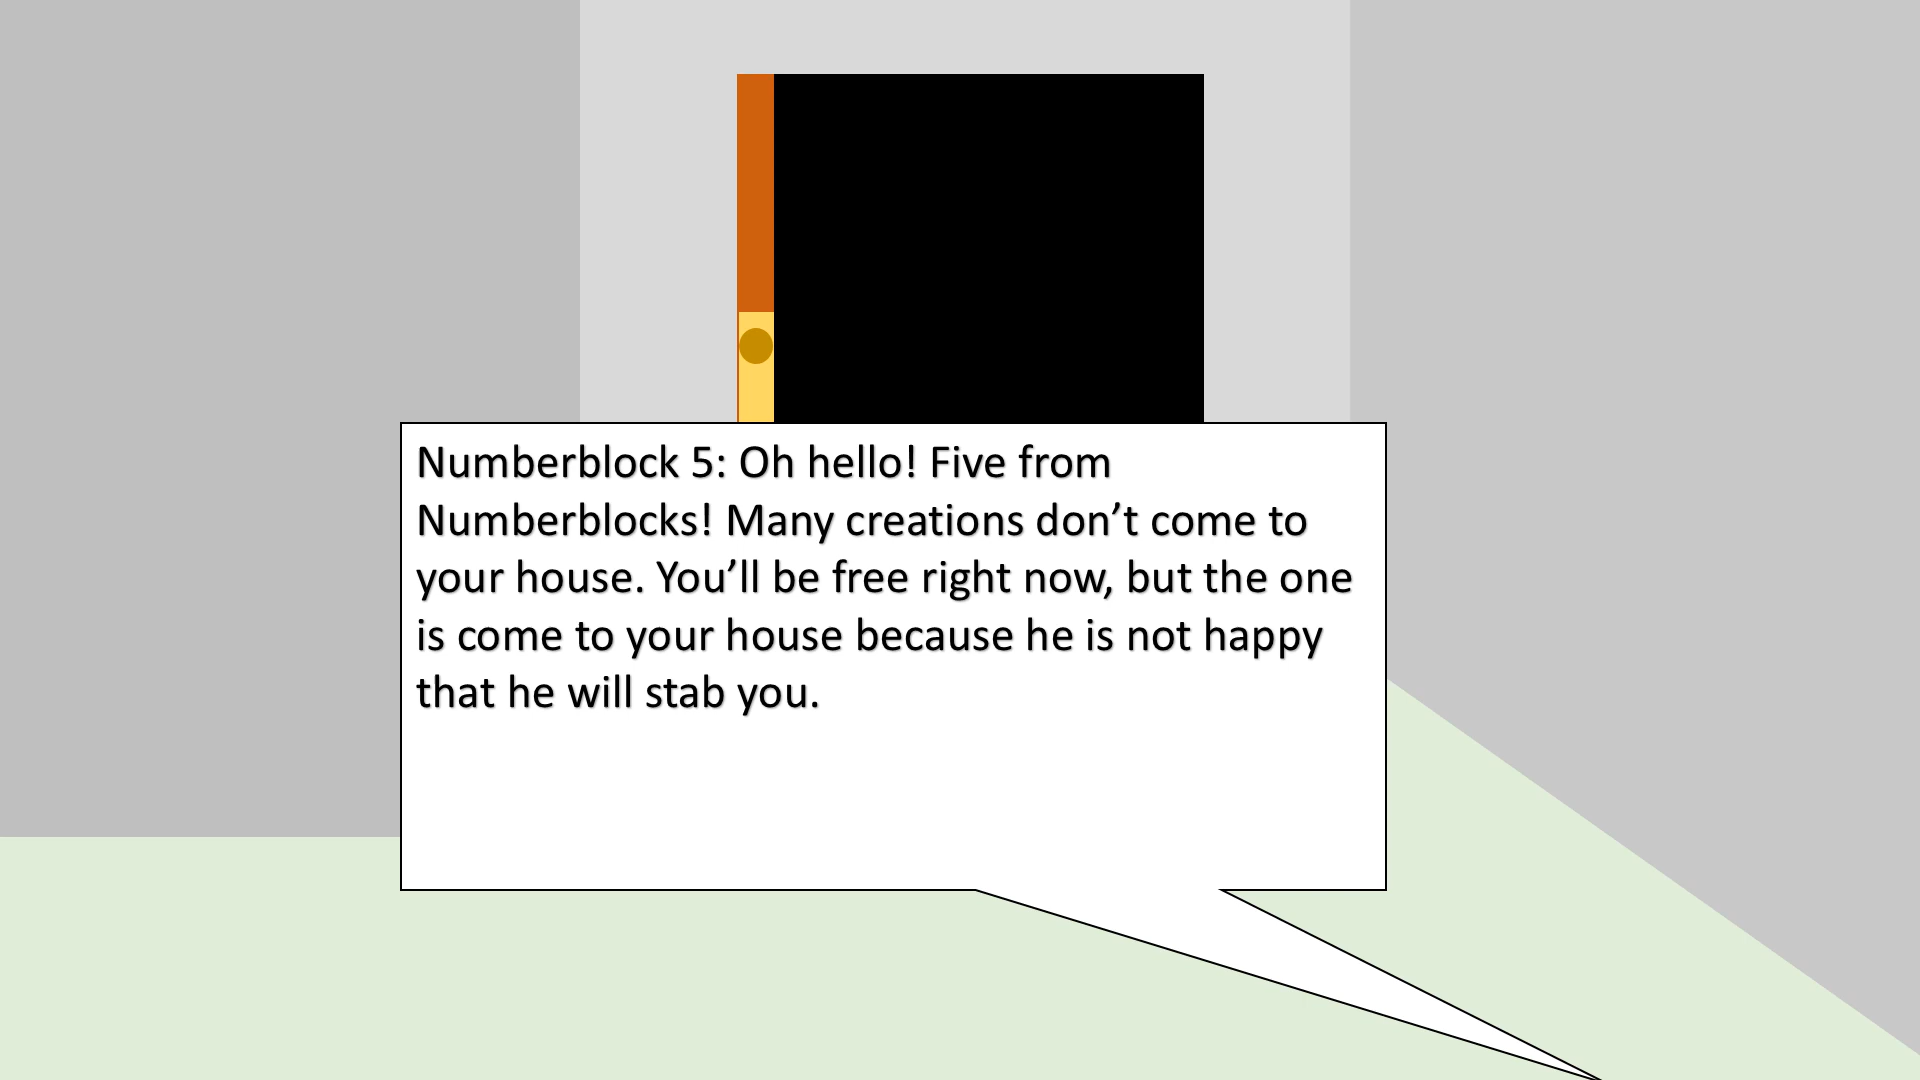 Numberblock 5: Oh hello! Five from
Numberblocks! Many creations don’t come to
your house. You’ll be free right now, but the one
is come to your house because he is not happy
that he will stab you.